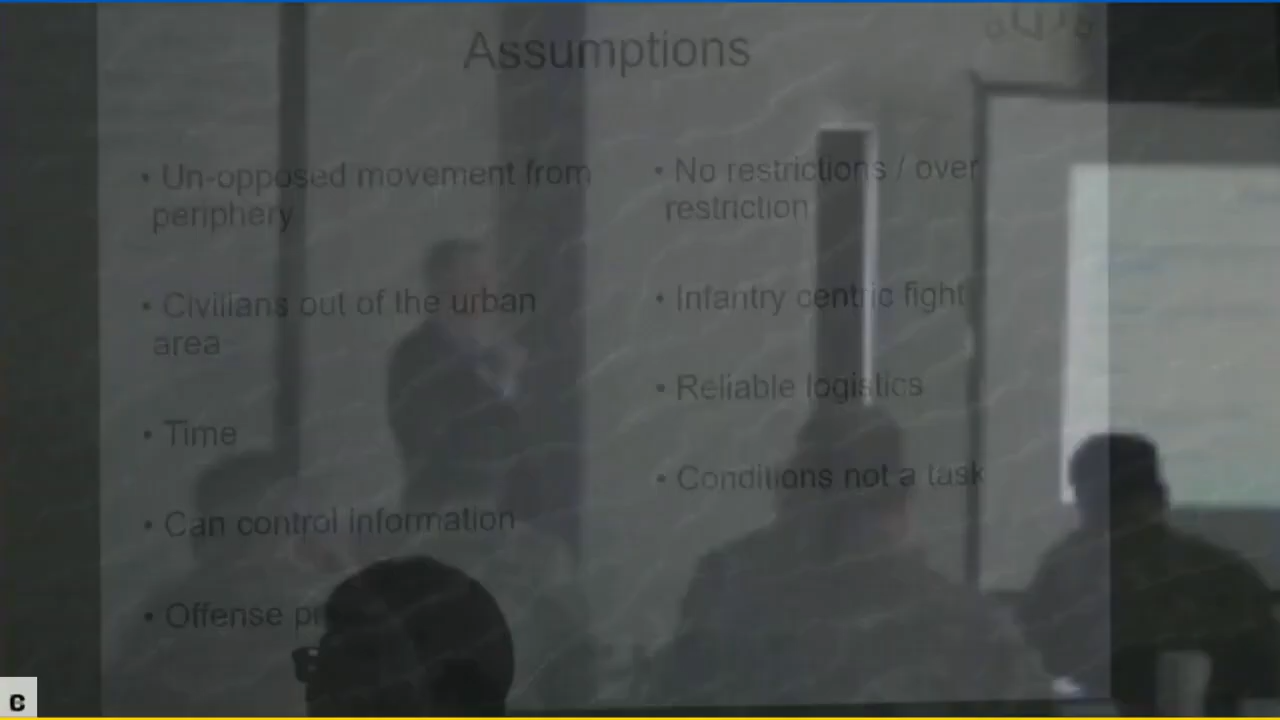 Assumptions
• Un-opposed movement from
periphery
• Civilians out of the urban
area
• Time
• Can control information
• Offense
• No restrictions / over
restriction
• Infantry centric fight
• Reliable logistics
• Conditions not a task
C